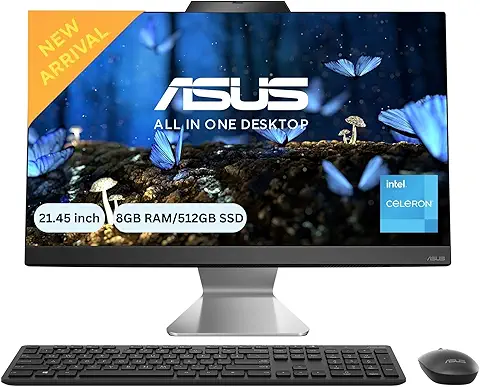 NEW
ARRIVAL
ASUS
ALL IN ONE DESKTOP
21.45 inch
8GB RAM/512GB SSD
intel
CELERON
ASUS